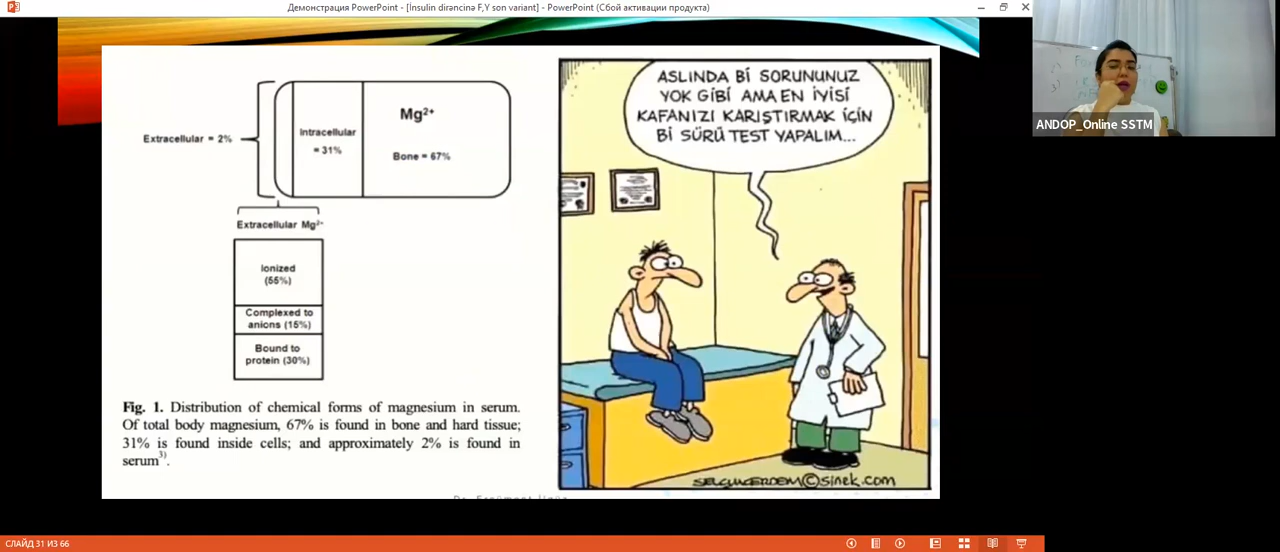 Демонстрация PowerPoint - [İnsulin dirəncinə F,Y son variant] - PowerPoint (Сбой активации продукта)
Extracellular = 2%
Intracellular
= 31%
Mg²⁺
Bone = 67%
Extracellular Mg²⁺
Ionized
(55%)
Complexed to
anions (15%)
Bound to
protein (30%)
Fig. 1. Distribution of chemical forms of magnesium in serum.
Of total body magnesium, 67% is found in bone and hard tissue;
31% is found inside cells; and approximately 2% is found in
serum³⁾.
ASLINDA Bİ SORUNUNUZ
YOK GİBİ AMA EN İYİSİ
KAFANIZI KARIŞTIRMAK İÇİN
Bİ SÜRÜ TEST YAPALIM...
SELÇUKERDEM©sinek.com
ANDOP_Online SSTM
СЛАЙД 31 ИЗ 66